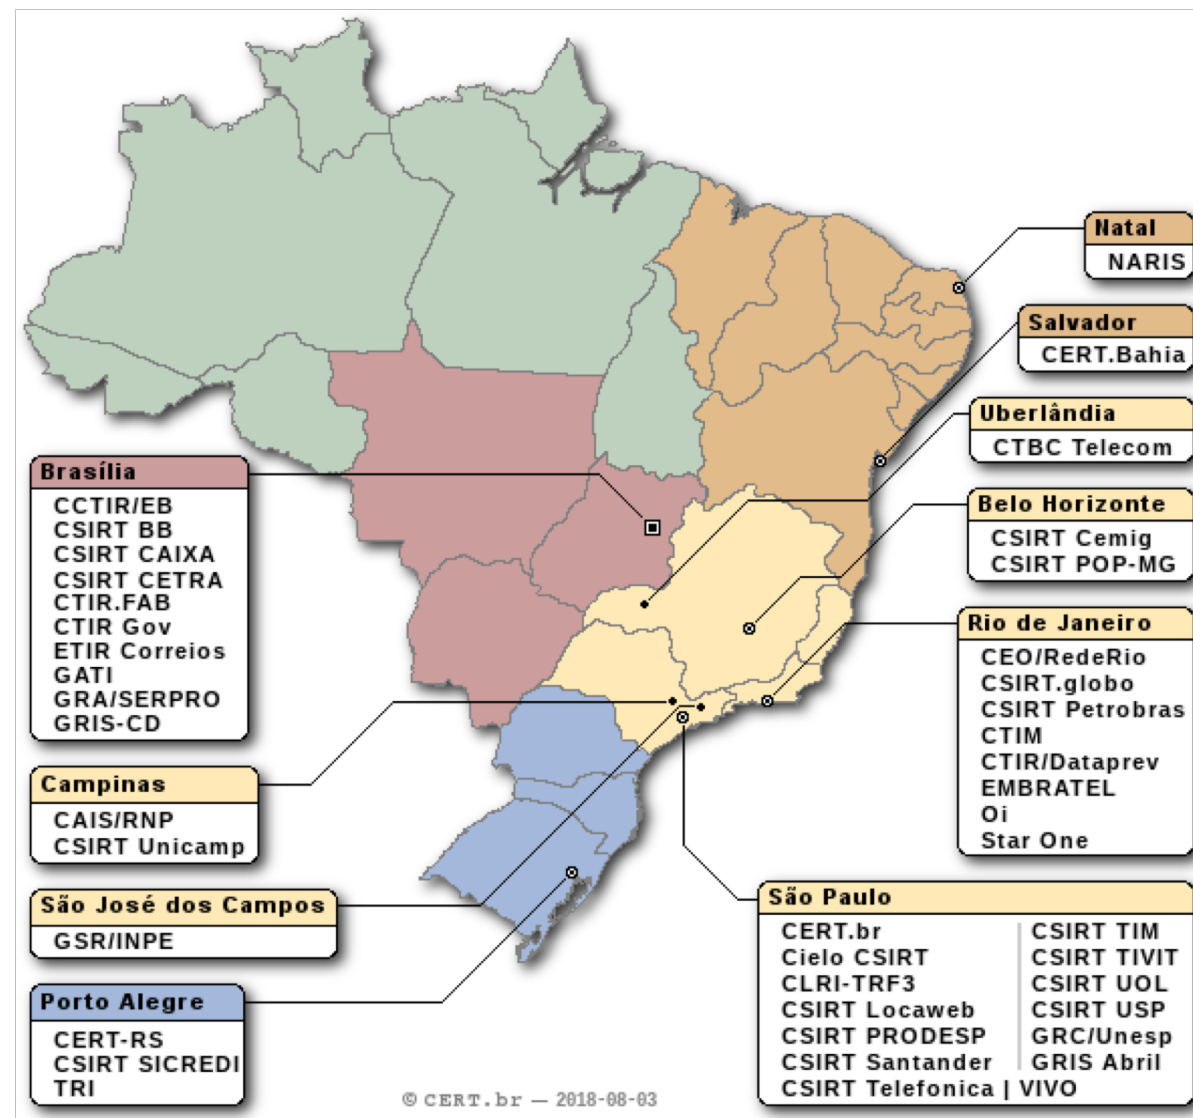 Natal
NARIS
Salvador
CERT.Bahia
Uberlândia
CTBC Telecom
Brasília
CCTIR/EB
CSIRT BB
CSIRT CAIXA
CSIRT CETRA
CTIR.FAB
CTIR Gov
ETIR Correios
GATI
GRA/SERPRO
GRIS-CD
Belo Horizonte
CSIRT Cemig
CSIRT POP-MG
Rio de Janeiro
CEO/RedeRio
CSIRT.globo
CSIRT Petrobras
CTIM
CTIR/Dataprev
EMBRATEL
Oi
Star One
Campinas
CAIS/RNP
CSIRT Unicamp
São José dos Campos
GSR/INPE
São Paulo
CERT.br
Cielo CSIRT
CLRI-TRF3
CSIRT Locaweb
CSIRT PRODESP
CSIRT Santander
CSIRT Telefonica | VIVO
CSIRT TIM
CSIRT TIVIT
CSIRT UOL
CSIRT USP
GRC/Unesp
GRIS Abril
Porto Alegre
CERT-RS
CSIRT SICREDI
TRI
© CERT.br — 2018-08-03